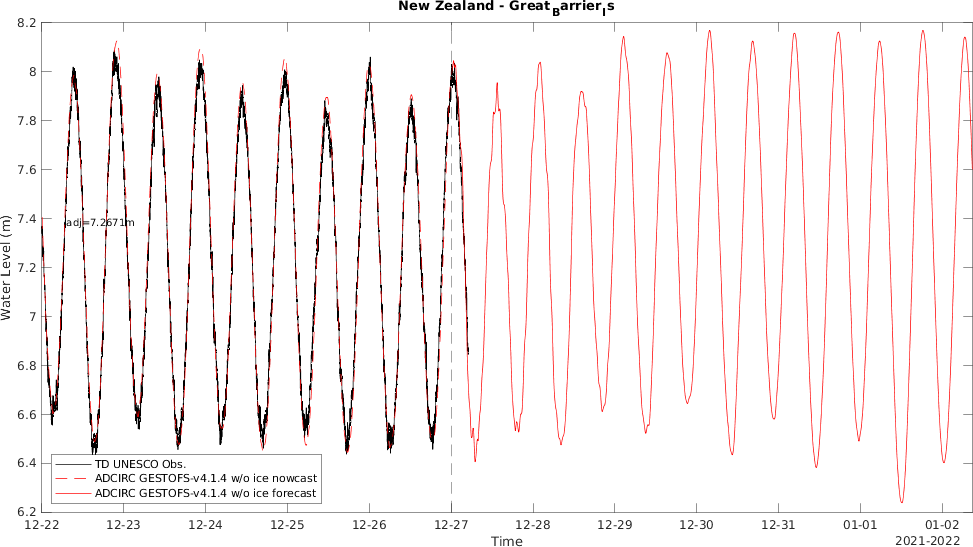 New Zealand - Great_Barrier_Is
8.2
8
7.8
7.6
7.4
7.2
7
6.8
6.6
6.4
6.2
Water Level (m)
adj=7.2671m
TD UNESCO Obs.
ADCIRC GESTOFS-v4.1.4 w/o ice nowcast
ADCIRC GESTOFS-v4.1.4 w/o ice forecast
12-22 12-23 12-24 12-25 12-26 12-27 12-28 12-29 12-30 12-31 01-01 01-02
Time
2021-2022